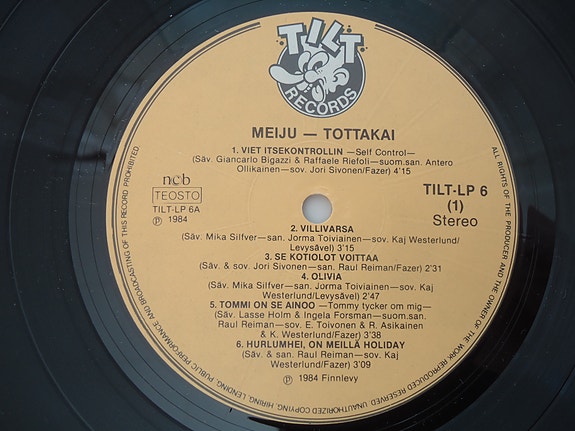 TILT
RECORDS
MEIJU — TOTTAKAI
1. VIET ITSEKONTROLLIN —Self Control—
(Säv. Giancarlo Bigazzi & Raffaele Riefoli—suom.san. Antero
Ollikainen—sov. Jori Sivonen/Fazer) 4'15
ncb
TEOSTO
TILT-LP 6A
℗ 1984
TILT-LP 6
(1)
Stereo
2. VILLIVARSA
(Säv. Mika Silfver—san. Jorma Toiviainen—sov. Kaj Westerlund/
Levysävel) 3'15
3. SE KOTIOLOT VOITTAA
(Säv. & sov. Jori Sivonen—san. Raul Reiman/Fazer) 2'31
4. OLIVIA
(Säv. Mika Silfver—san. Jorma Toiviainen—sov. Kaj
Westerlund/Levysävel) 2'47
5. TOMMI ON SE AINOO —Tommy tycker om mig—
(Säv. Lasse Holm & Ingela Forsman—suom.san.
Raul Reiman—sov. E. Toivonen & R. Asikainen
& K. Westerlund/Fazer) 3'38
6. HURLUMHEI, ON MEILLÄ HOLIDAY
(Säv. & san. Raul Reiman—sov. Kaj
Westerlund/Fazer) 3'09
℗ 1984 Finnlevy
ALL RIGHTS OF THE PRODUCER AND THE OWNER OF THE WORK REPRODUCED RESERVED. UNAUTHORIZED COPYING, HIRING, LENDING, PUBLIC PERFORMANCE AND BROADCASTING OF THIS RECORD PROHIBITED